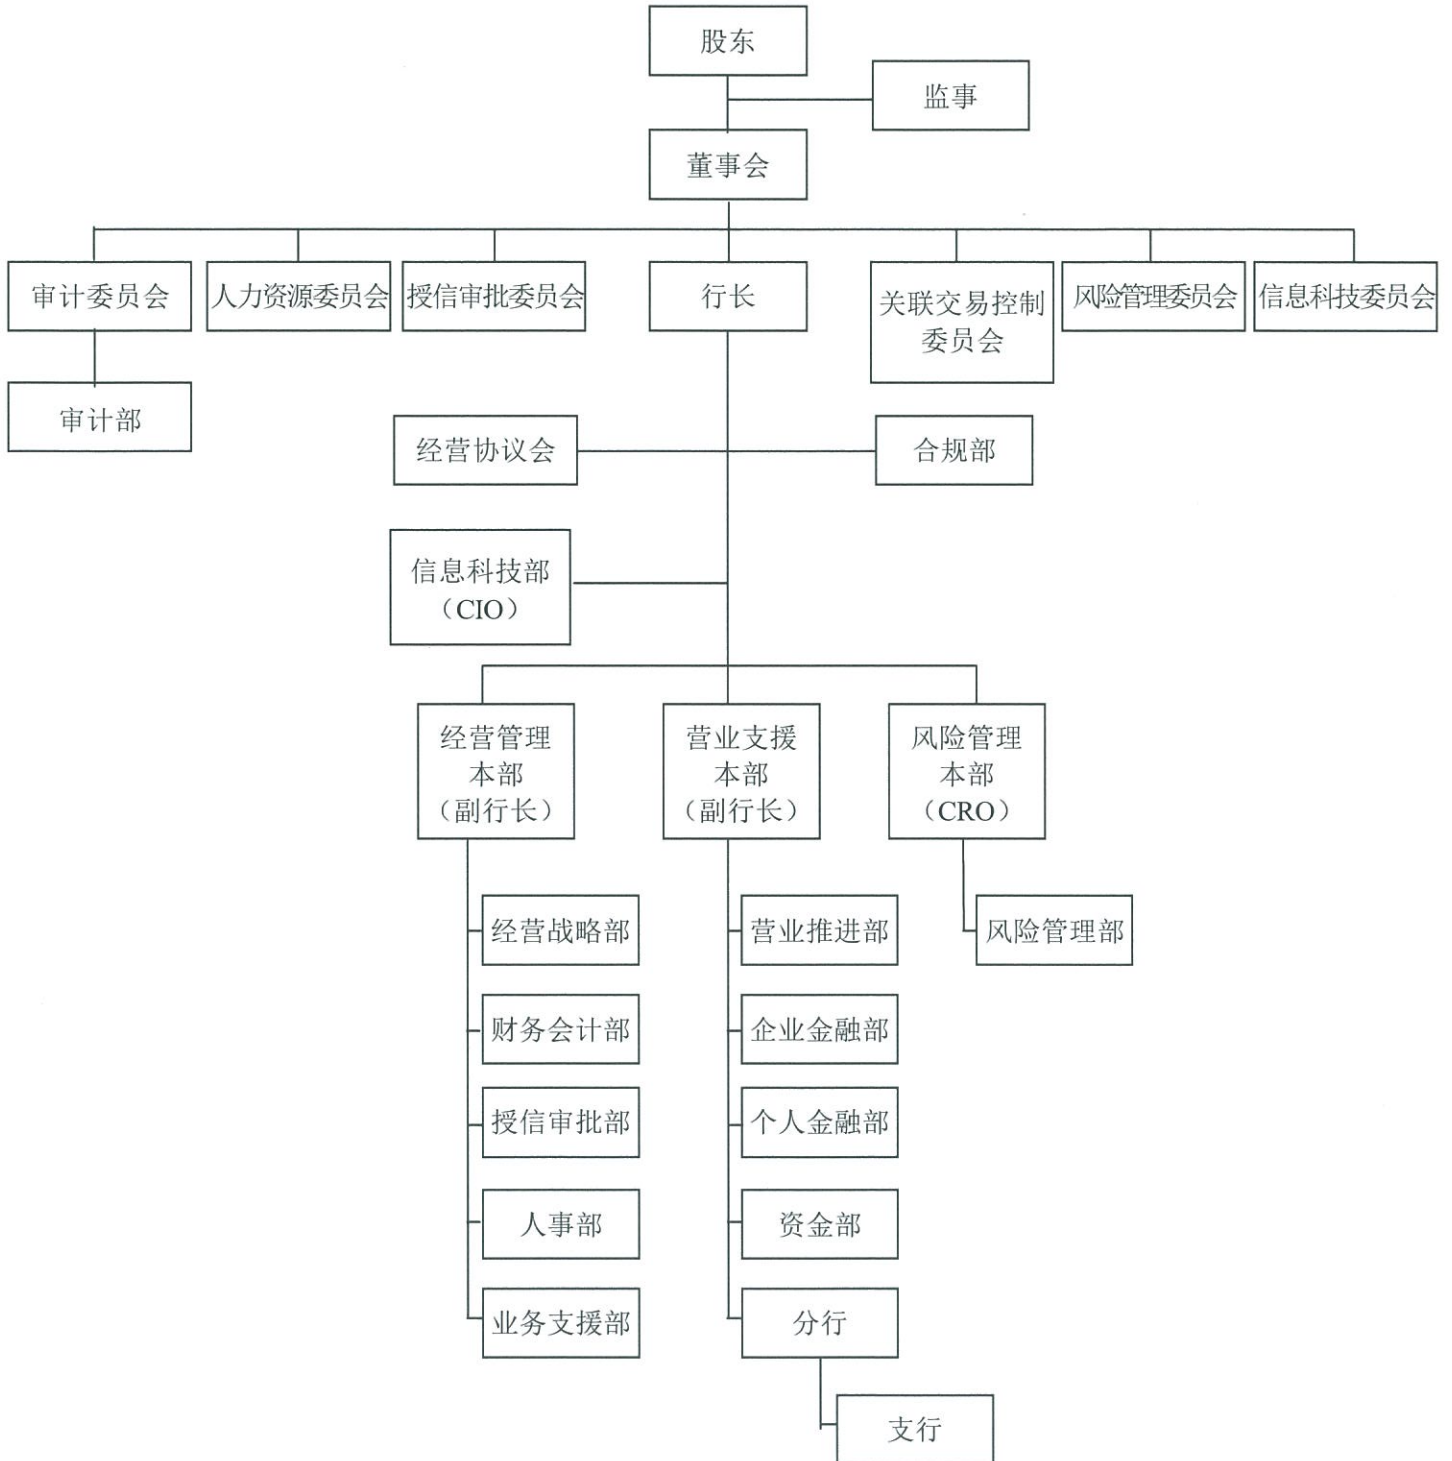 股东
监事
董事会
审计委员会
人力资源委员会
授信审批委员会
行长
关联交易控制
委员会
风险管理委员会
信息科技委员会
审计部
经营协议会
合规部
信息科技部
（CIO）
经营管理
本部
（副行长）
营业支援
本部
（副行长）
风险管理
本部
（CRO）
经营战略部
营业推进部
风险管理部
财务会计部
企业金融部
授信审批部
个人金融部
人事部
资金部
业务支援部
分行
支行